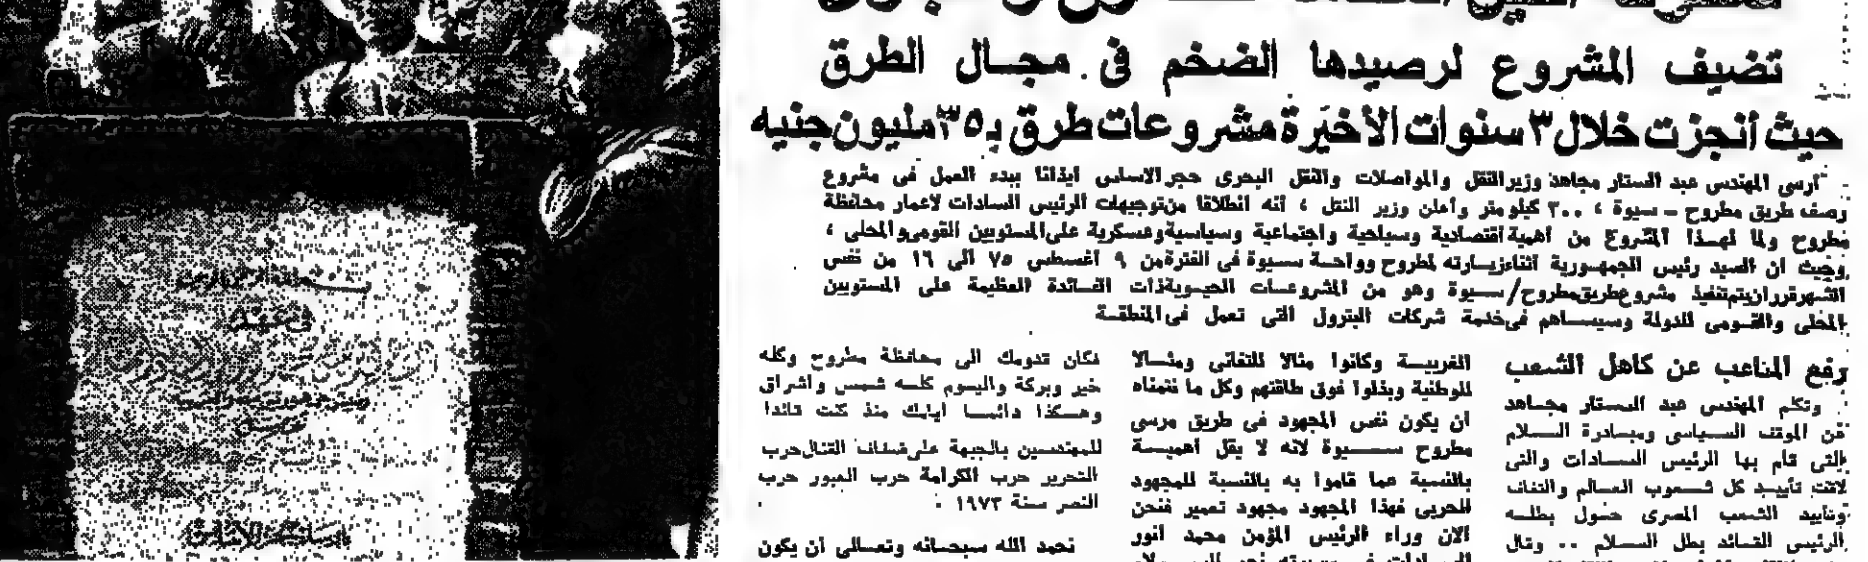 تضيف المشروع لرصيدها الضخم فى مجال الطرق
حيث أنجزت خلال ٣ سنوات الأخيرة مشروعات طرق بـ ٣٥ مليون جنيه
أرسى المهندس عبد الستار مجاهد وزير النقل والمواصلات والنقل البحرى حجر الاساس ايذانا ببدء العمل فى مشروع
رصف طريق مطروح ــ سيوة ، ٣٠٠ كيلو متر وأعلن وزير النقل ، أنه انطلاقا من توجيهات الرئيس السادات لاعمار محافظة
مطروح ولما لهذا المشروع من أهمية اقتصادية وسياحية واجتماعية وسياسية وعسكرية على المستويين القومى والمحلى ،
وحيث ان السيد رئيس الجمهورية أثناء زيارته لمطروح وواحة سيوة فى الفترة من ٩ أغسطس ٧٥ الى ١٦ من نفس
الشهر قرر ان يتم تنفيذ مشروع طريق مطروح / سيوة وهو من المشروعات الحيوية ذات الفائدة العظيمة على المستويين
المحلى والقومى للدولة وسيساهم فى خدمة شركات البترول التى تعمل فى المنطقة
رفع المتاعب عن كاهل الشعب
وتكلم المهندس عبد الستار مجاهد
عن الموقف السياسى ومبادرة السلام
التى قام بها الرئيس السادات والتى
لاقت تأييد كل شعوب العالم والتفاف
وتأييد الشعب المصرى حول بطله
الرئيس القائد بطل السلام .. وقال
الغربية وكانوا مثالا للتفانى ومثالا
للوطنية وبذلوا فوق طاقتهم وكل ما نتمناه
ان يكون نفس المجهود فى طريق مرسى
مطروح سيوة لانه لا يقل أهمية
بالنسبة عما قاموا به بالنسبة للمجهود
الحربى فهذا المجهود مجهود تعمير فنحن
الان وراء الرئيس المؤمن محمد أنور
فكان قدومك الى محافظة مطروح وكله
خير وبركة واليوم كله شمس واشراق
وهكذا دائما أيامك منذ كنت قائدا
للمهندسين بالجبهة على ضفاف القنال حرب
التحرير حرب الكرامة حرب العبور حرب
النصر سنة ١٩٧٣ ٠
نحمد الله سبحانه وتعالى أن يكون